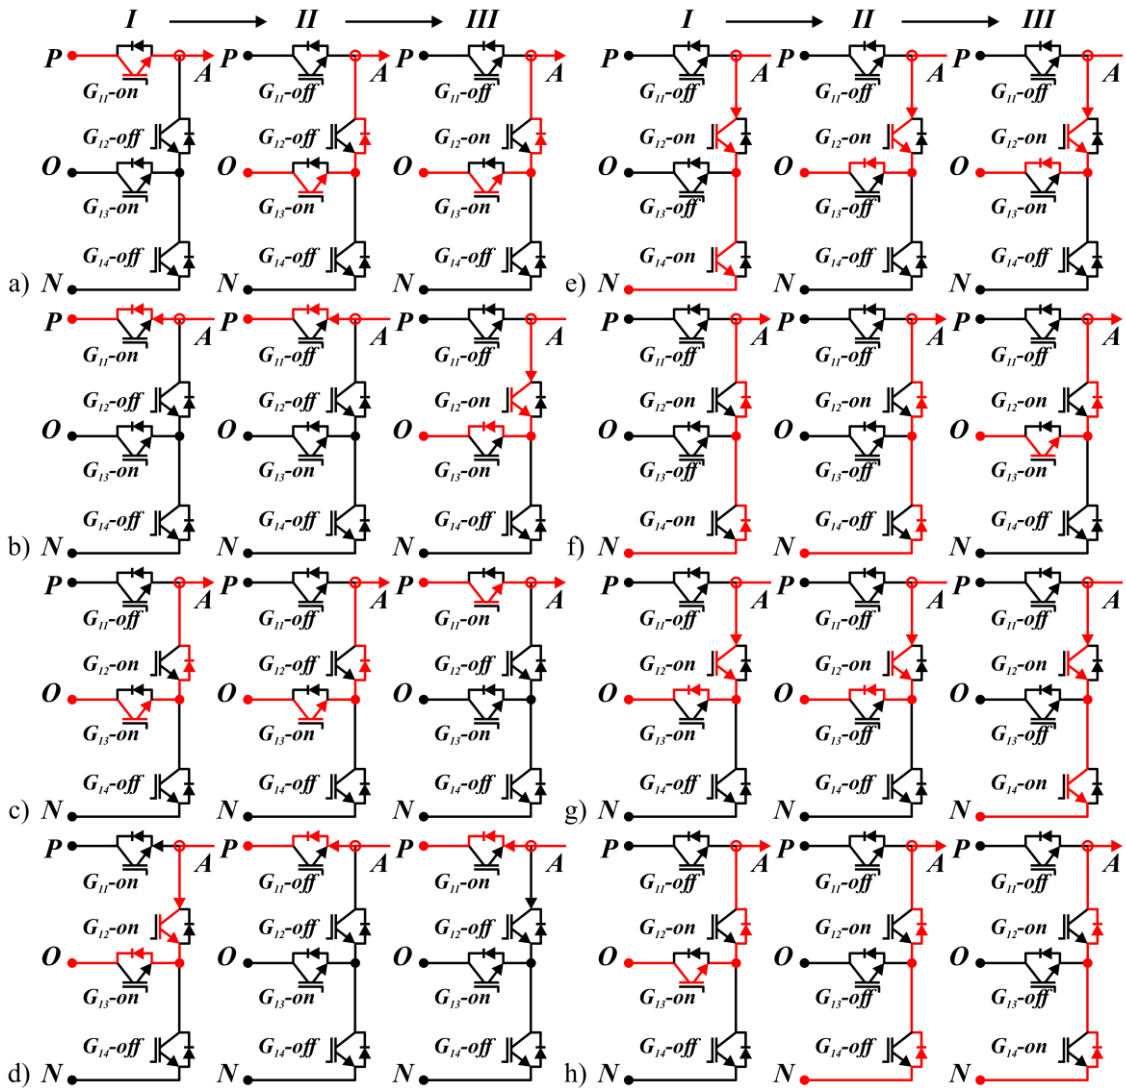 I II III I II III
P A P A P A P A P A P A
G11-on G11-off G11-off G11-off G11-off G11-off
G12-off G12-off G12-on G12-on G12-on G12-on
O O O O O O
G13-on G13-on G13-on G13-off G13-off G13-on
G14-off G14-off G14-off G14-on G14-off G14-off
a) N N N e) N N N
P A P A P A P A P A P A
G11-on G11-off G11-off G11-off G11-off G11-off
G12-off G12-off G12-on G12-on G12-on G12-on
O O O O O O
G13-on G13-on G13-on G13-off G13-off G13-on
G14-off G14-off G14-off G14-on G14-off G14-off
b) N N N f) N N N
P A P A P A P A P A P A
G11-off G11-off G11-on G11-off G11-off G11-off
G12-on G12-off G12-off G12-on G12-on G12-on
O O O O O O
G13-on G13-on G13-on G13-on G13-off G13-off
G14-off G14-off G14-off G14-off G14-off G14-on
c) N N N g) N N N
P A P A P A P A P A P A
G11-on G11-off G11-on G11-off G11-off G11-off
G12-on G12-off G12-off G12-on G12-on G12-on
O O O O O O
G13-on G13-on G13-on G13-on G13-off G13-off
G14-off G14-off G14-off G14-off G14-off G14-on
d) N N N h) N N N